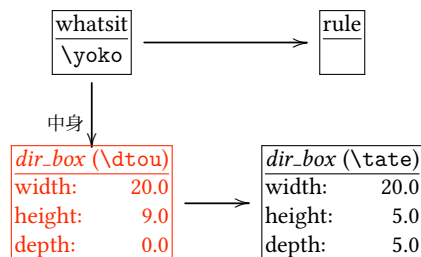 whatsit rule
\yoko
中身
dir_box (\dtou) dir_box (\tate)
width: 20.0 width: 20.0
height: 9.0 height: 5.0
depth: 0.0 depth: 5.0